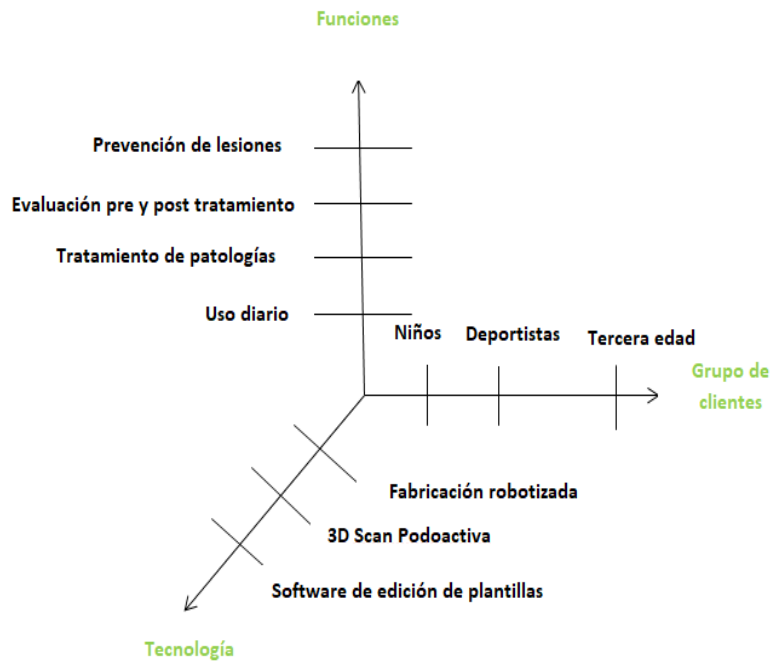 Funciones
Prevención de lesiones
Evaluación pre y post tratamiento
Tratamiento de patologías
Uso diario
Niños
Deportistas
Tercera edad
Grupo de
clientes
Fabricación robotizada
3D Scan Podoactiva
Software de edición de plantillas
Tecnología